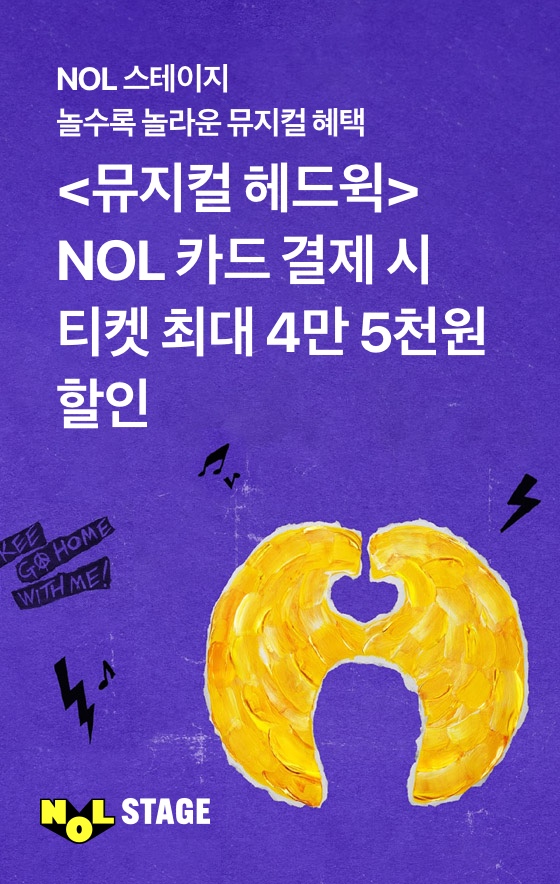 NOL 스테이지
놀수록 놀라운 뮤지컬 혜택
<뮤지컬 헤드윅>
NOL 카드 결제 시
티켓 최대 4만 5천원
할인
KEE
GO HOME
WITH ME!
NOL STAGE